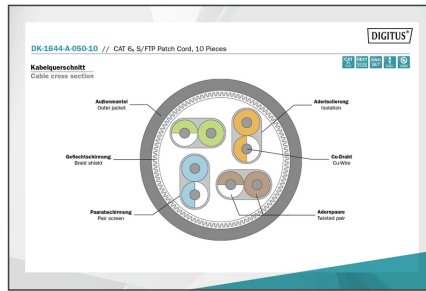 DIGITUS®
DK-1644-A-050-10 // CAT 6A S/FTP Patch Cord, 10 Pieces
Kabelquerschnitt
Cable cross section
Außenmantel
Outer jacket
Aderisolierung
Isolation
Geflechtschirmung
Braid shield
Cu-Draht
Cu-Wire
Paarabschirmung
Pair screen
Adernpaare
Twisted pair